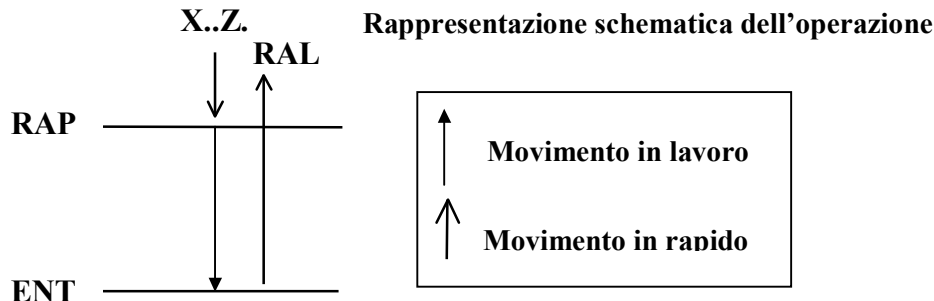 X..Z. Rappresentazione schematica dell'operazione
RAL
RAP
Movimento in lavoro
Movimento in rapido
ENT